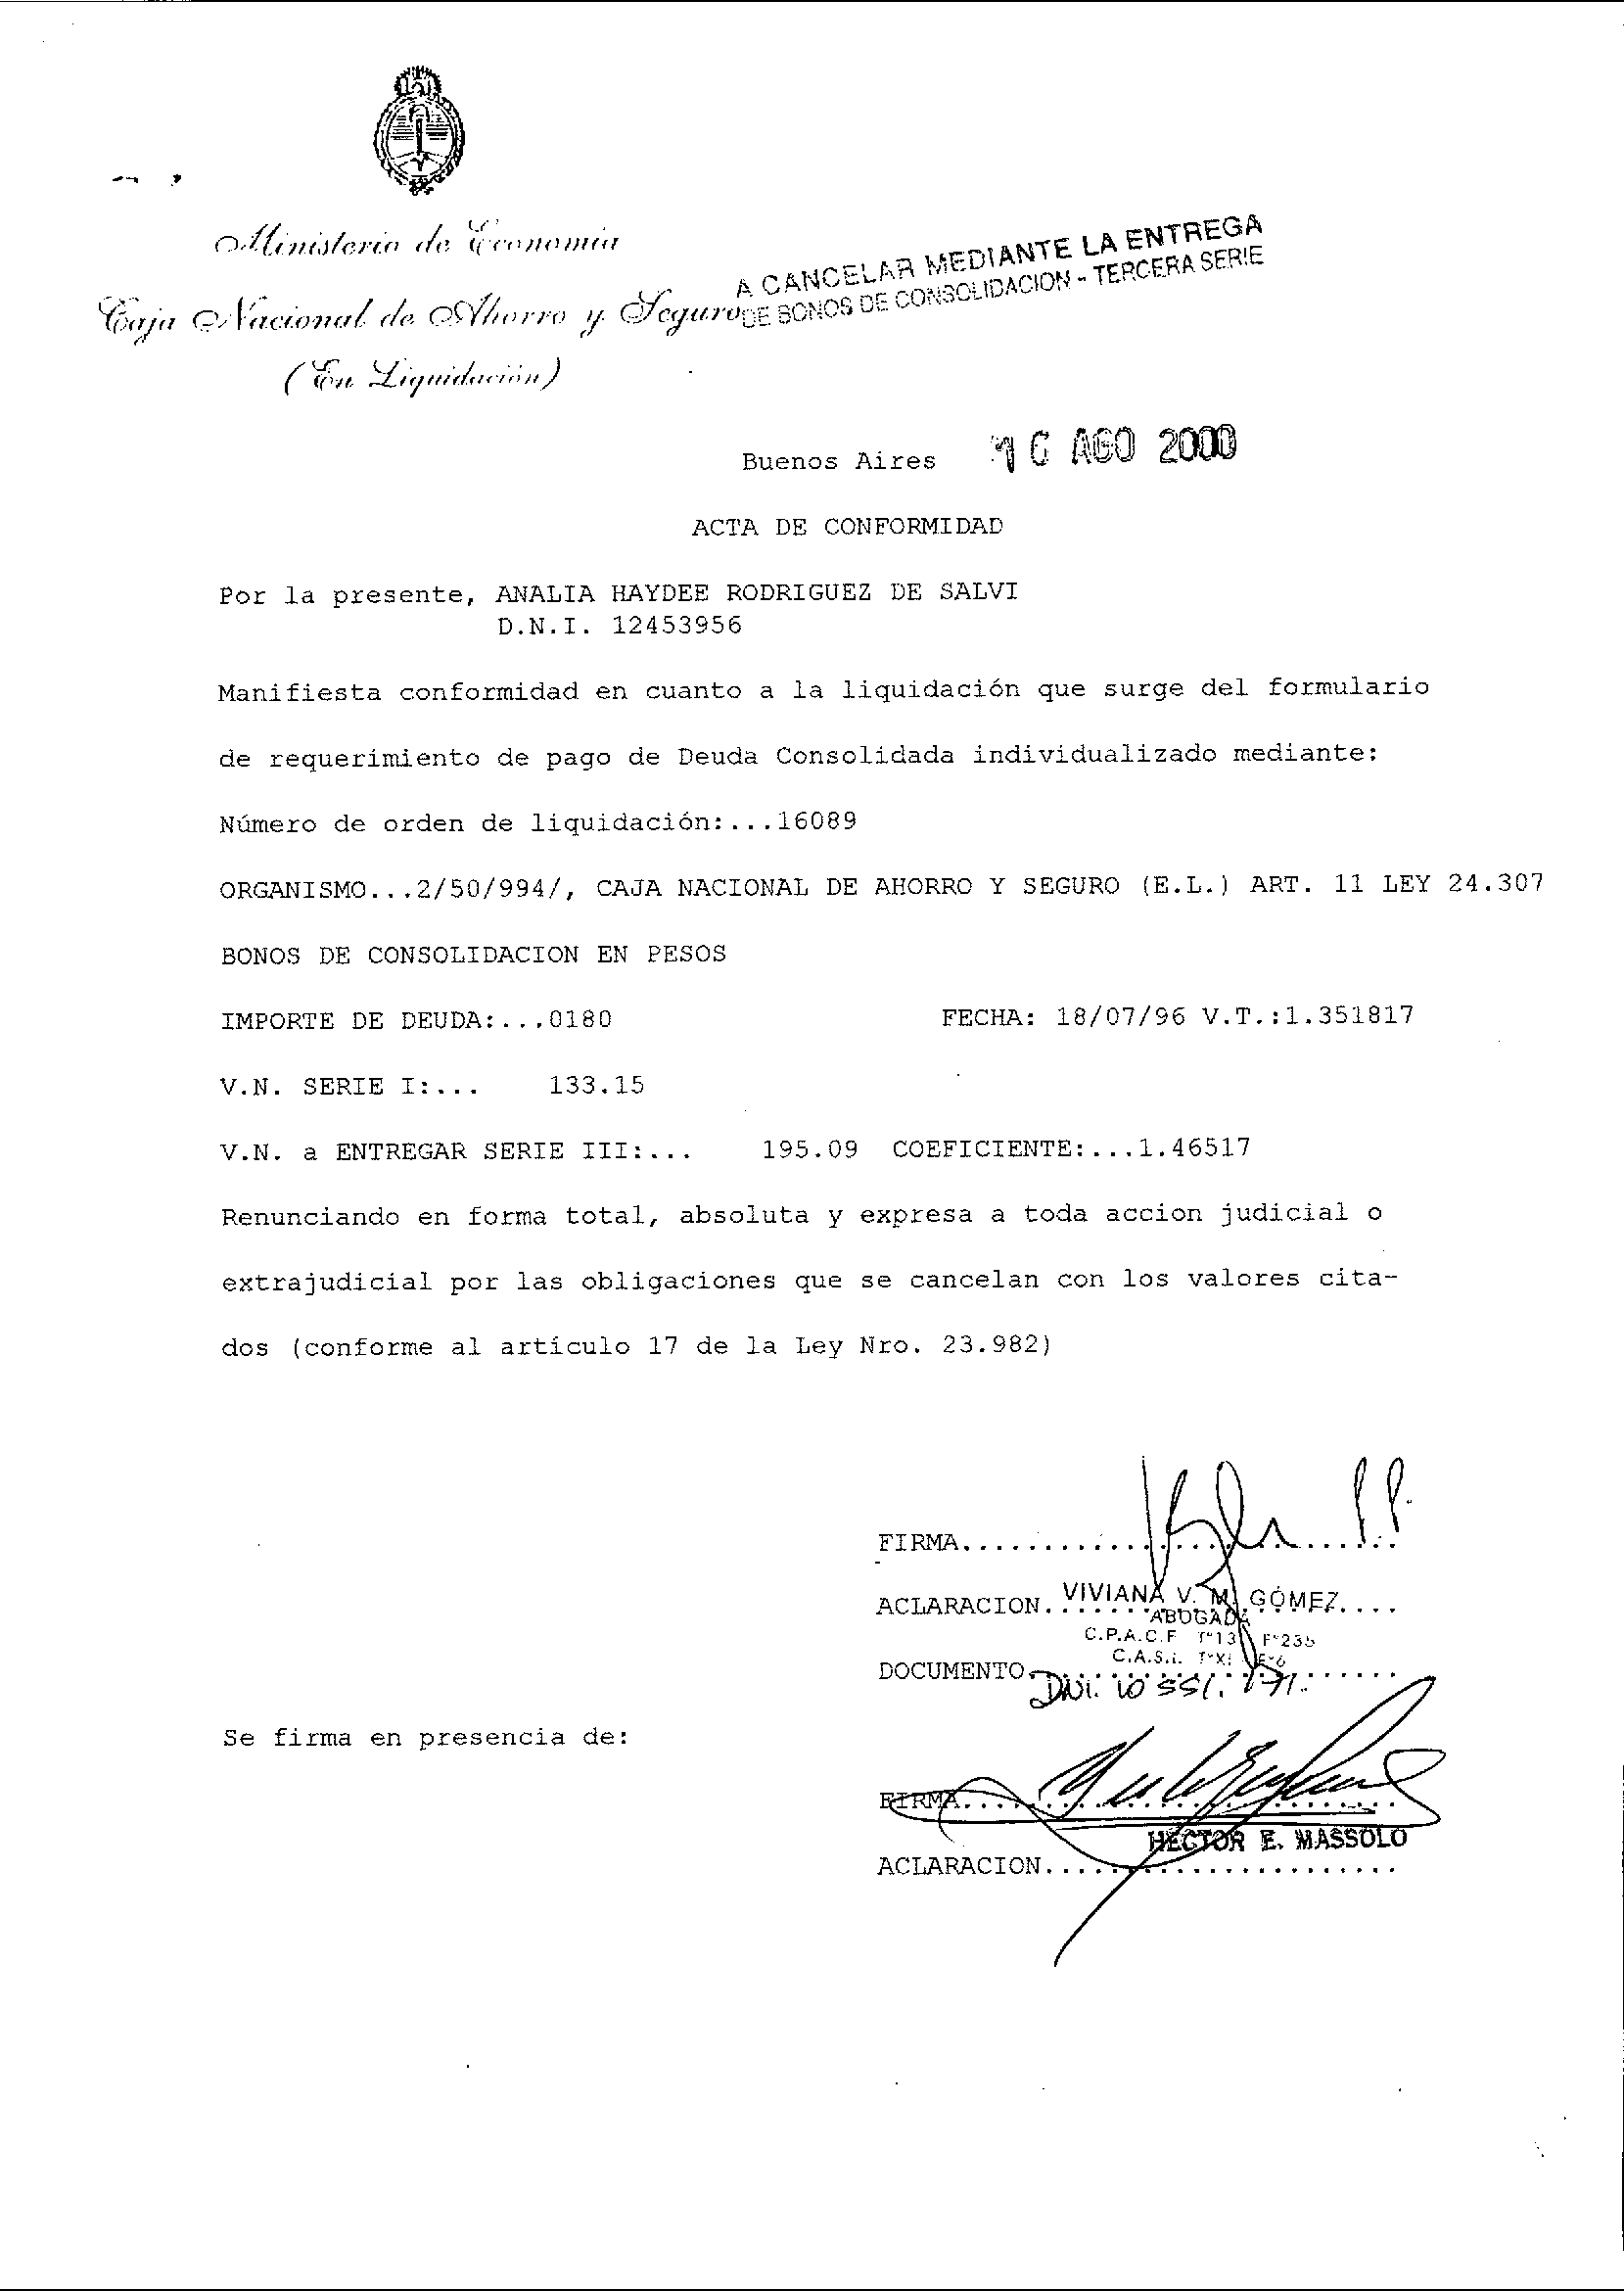 Ministerio de Economía
A CANCELAR MEDIANTE LA ENTREGA
DE BONOS DE CONSOLIDACION - TERCERA SERIE
Caja Nacional de Ahorro y Seguro
(En Liquidación)
Buenos Aires 16 AGO 2000
ACTA DE CONFORMIDAD
Por la presente, ANALIA HAYDEE RODRIGUEZ DE SALVI
D.N.I. 12453956
Manifiesta conformidad en cuanto a la liquidación que surge del formulario
de requerimiento de pago de Deuda Consolidada individualizado mediante:
Número de orden de liquidación:...16089
ORGANISMO...2/50/994/, CAJA NACIONAL DE AHORRO Y SEGURO (E.L.) ART. 11 LEY 24.307
BONOS DE CONSOLIDACION EN PESOS
IMPORTE DE DEUDA:...0180 FECHA: 18/07/96 V.T.:1.351817
V.N. SERIE I:... 133.15
V.N. a ENTREGAR SERIE III:... 195.09 COEFICIENTE:...1.46517
Renunciando en forma total, absoluta y expresa a toda accion judicial o
extrajudicial por las obligaciones que se cancelan con los valores cita-
dos (conforme al artículo 17 de la Ley Nro. 23.982)
FIRMA...........................
ACLARACION. VIVIANA V. M. GÓMEZ....
ABOGADA
C.P.A.C.F T°13 F°235
C.A.S.I.
DOCUMENTO.......................
DNI. 10 551.
Se firma en presencia de:
FIRMA...........................
HECTOR E. MASSOLO
ACLARACION......................